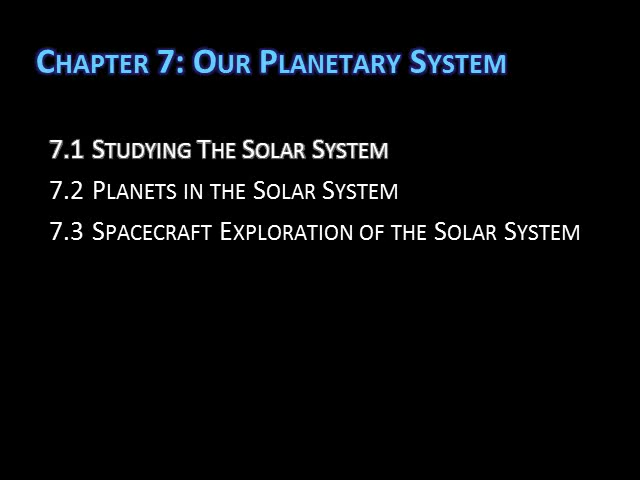 Chapter 7: Our Planetary System
7.1 Studying The Solar System
7.2 Planets in the Solar System
7.3 Spacecraft Exploration of the Solar System